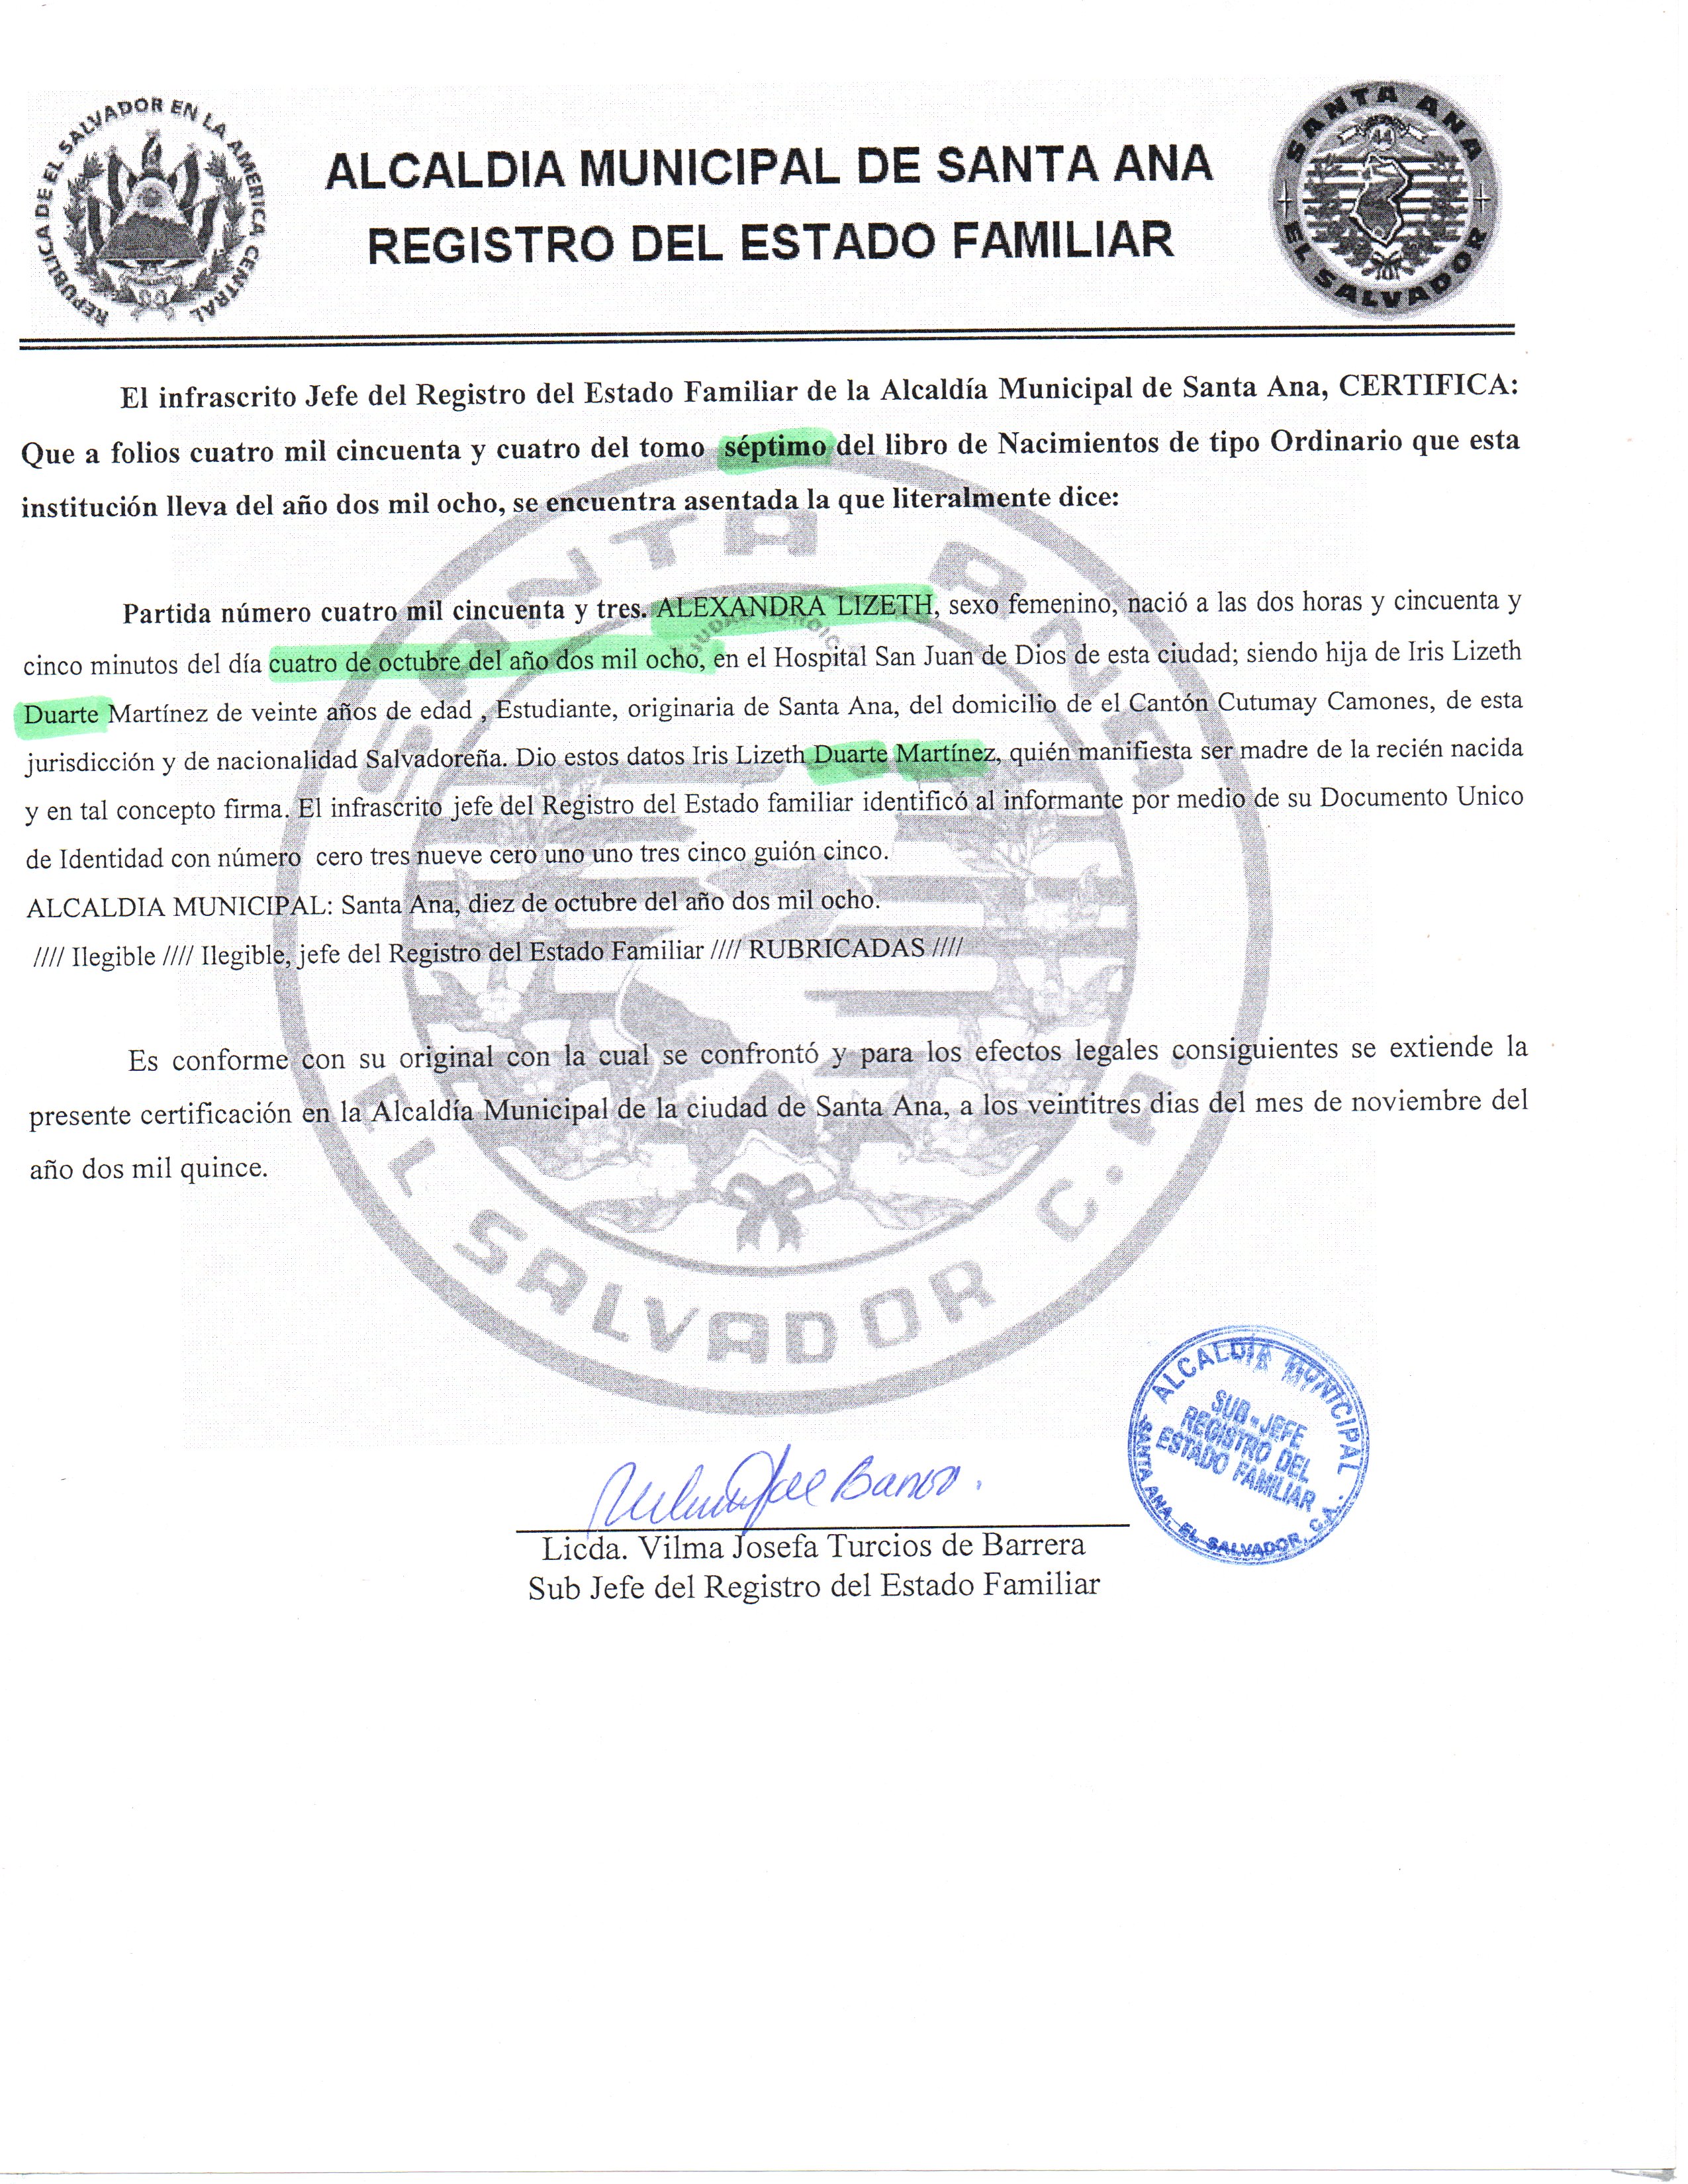 REPUBLICA DE EL SALVADOR EN LA AMERICA CENTRAL
ALCALDIA MUNICIPAL DE SANTA ANA
REGISTRO DEL ESTADO FAMILIAR
SANTA ANA
44
EL SALVADOR
El infrascrito Jefe del Registro del Estado Familiar de la Alcaldía Municipal de Santa Ana, CERTIFICA:
Que a folios cuatro mil cincuenta y cuatro del tomo séptimo del libro de Nacimientos de tipo Ordinario que esta
institución lleva del año dos mil ocho, se encuentra asentada la que literalmente dice:
Partida número cuatro mil cincuenta y tres. ALEXANDRA LIZETH, sexo femenino, nació a las dos horas y cincuenta y
cinco minutos del día cuatro de octubre del año dos mil ocho, en el Hospital San Juan de Dios de esta ciudad; siendo hija de Iris Lizeth
Duarte Martínez de veinte años de edad , Estudiante, originaria de Santa Ana, del domicilio de el Cantón Cutumay Camones, de esta
jurisdicción y de nacionalidad Salvadoreña. Dio estos datos Iris Lizeth Duarte Martínez, quién manifiesta ser madre de la recién nacida
y en tal concepto firma. El infrascrito jefe del Registro del Estado familiar identificó al informante por medio de su Documento Unico
de Identidad con número cero tres nueve cero uno uno tres cinco guión cinco.
ALCALDIA MUNICIPAL: Santa Ana, diez de octubre del año dos mil ocho.
//// Ilegible //// Ilegible, jefe del Registro del Estado Familiar //// RUBRICADAS ////
Es conforme con su original con la cual se confrontó y para los efectos legales consiguientes se extiende la
presente certificación en la Alcaldía Municipal de la ciudad de Santa Ana, a los veintitres dias del mes de noviembre del
año dos mil quince.
SANTA ANA
EL SALVADOR C.A.
ALCALDÍA MUNICIPAL
SUB-JEFE
REGISTRO DEL
ESTADO FAMILIAR
SANTA ANA, EL SALVADOR, C.A.
Licda. Vilma Josefa Turcios de Barrera
Sub Jefe del Registro del Estado Familiar